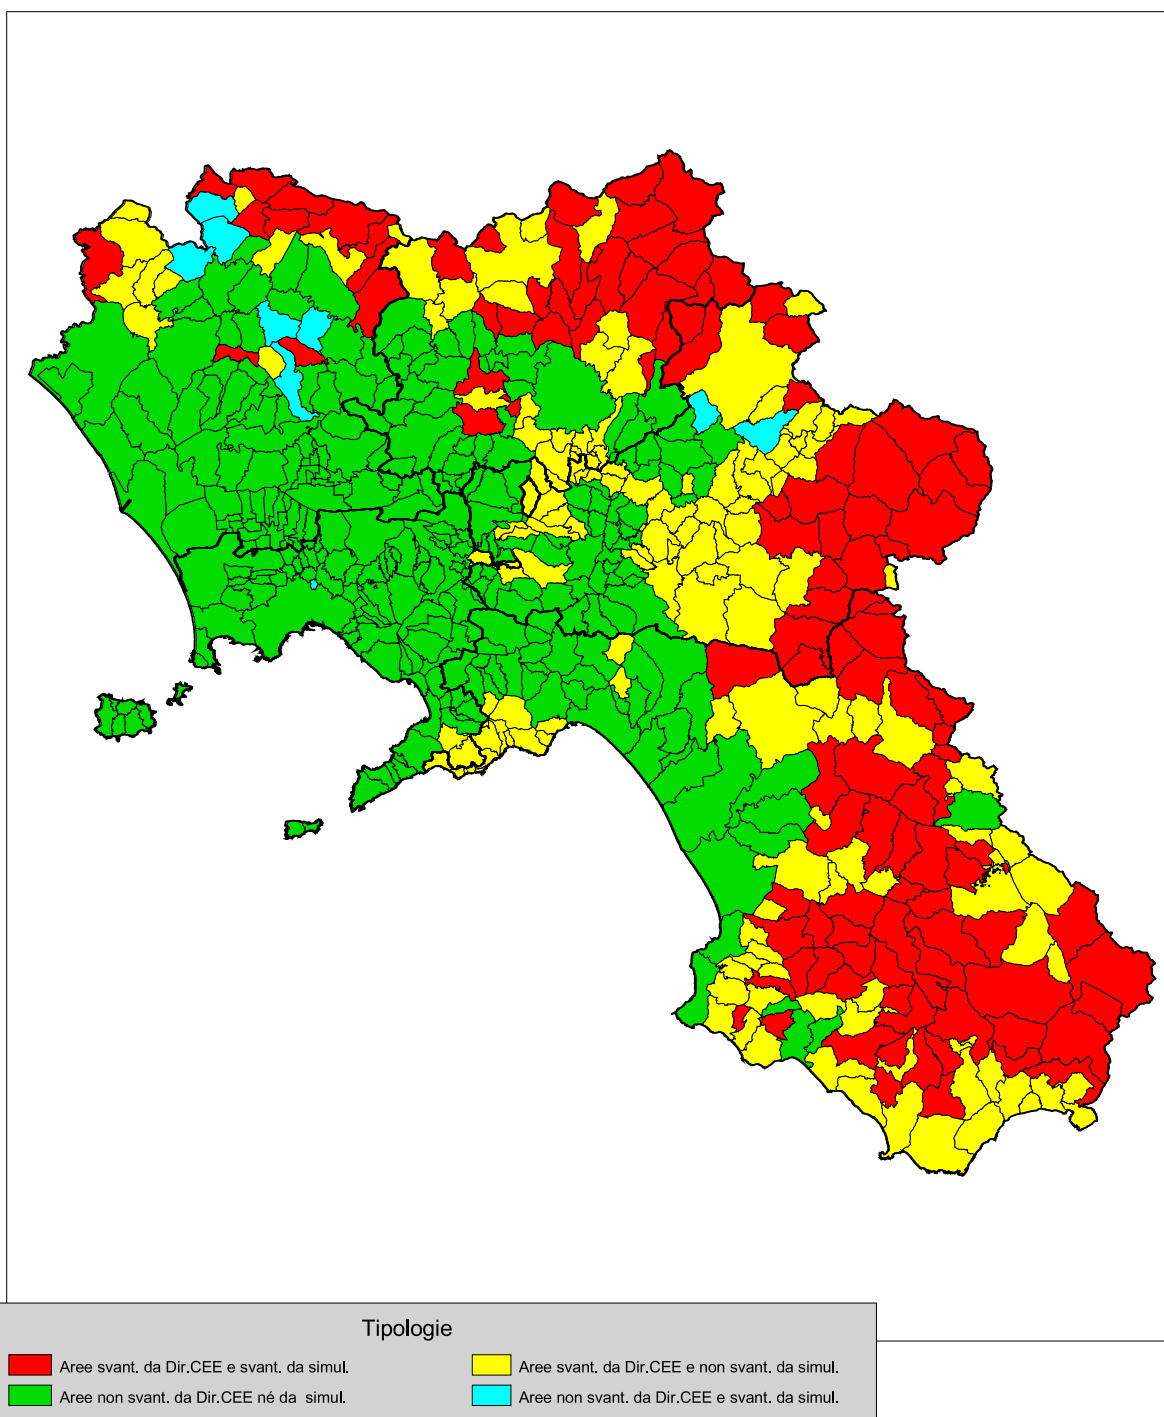 Tipologie
Aree svant. da Dir.CEE e svant. da simul.
Aree svant. da Dir.CEE e non svant. da simul.
Aree non svant. da Dir.CEE né da simul.
Aree non svant. da Dir.CEE e svant. da simul.